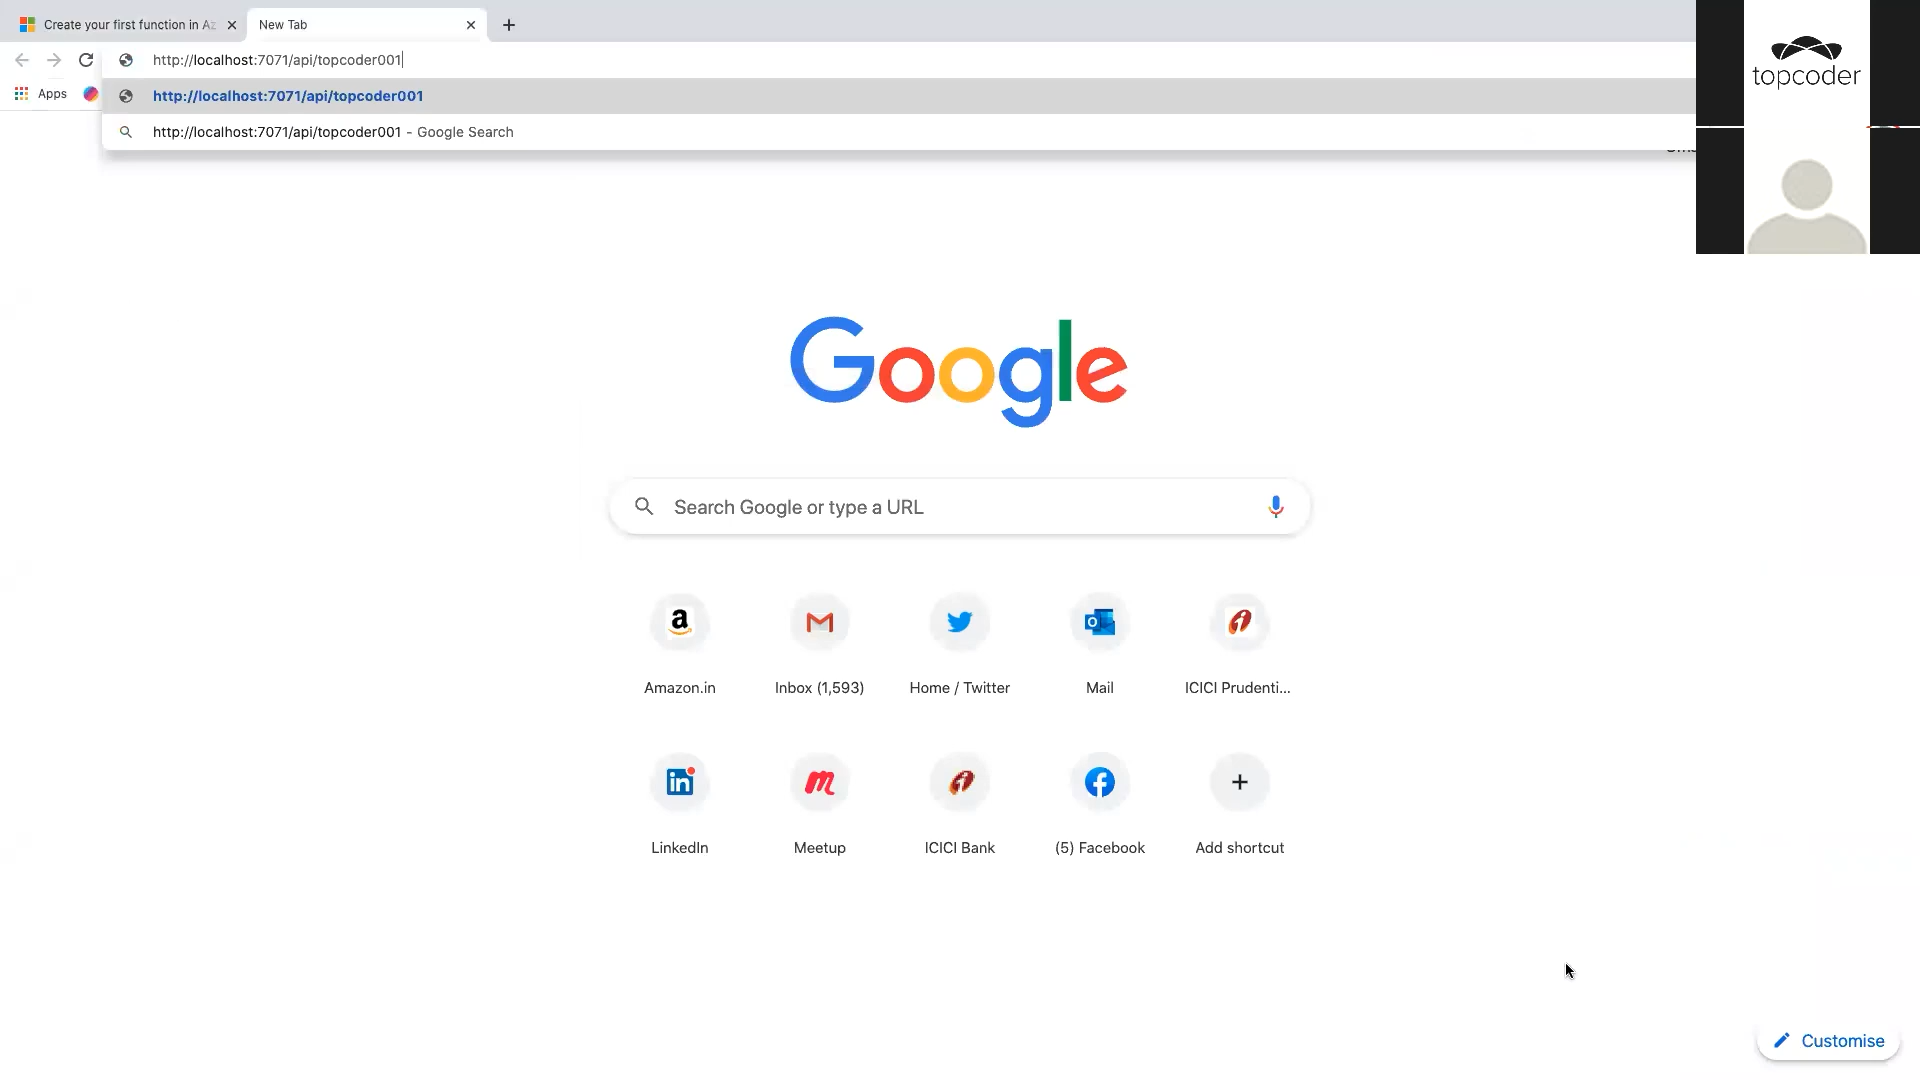 Create your first function in Az
New Tab
http://localhost:7071/api/topcoder001
Apps
http://localhost:7071/api/topcoder001
http://localhost:7071/api/topcoder001 - Google Search
topcoder
Google
Search Google or type a URL
Amazon.in
Inbox (1,593)
Home / Twitter
Mail
ICICI Prudenti...
LinkedIn
Meetup
ICICI Bank
(5) Facebook
Add shortcut
Customise